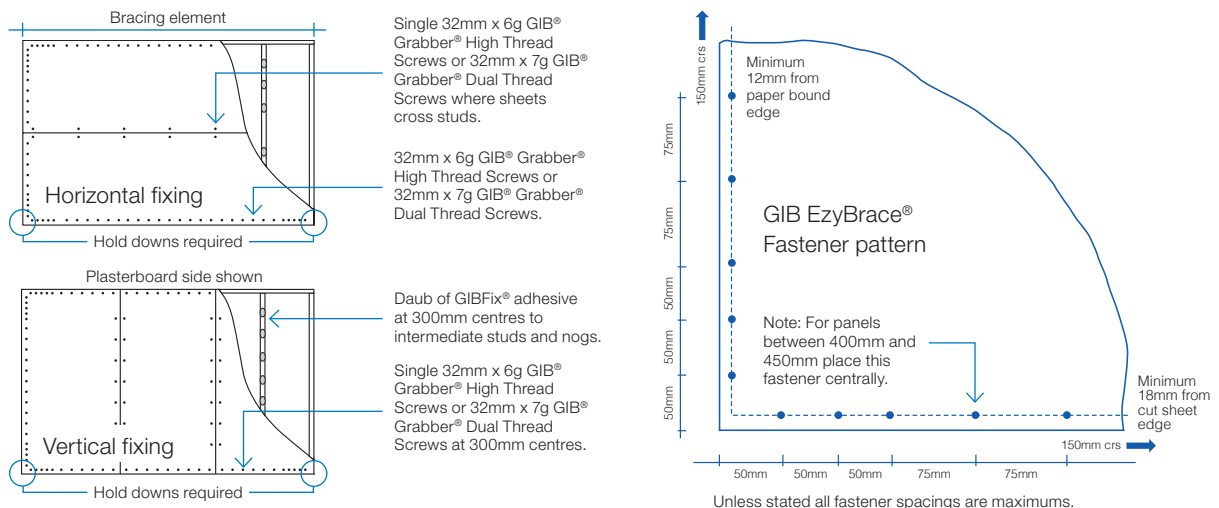 Bracing element
Single 32mm x 6g GIB®
Grabber® High Thread
Screws or 32mm x 7g GIB®
Grabber® Dual Thread
Screws where sheets
cross studs.
32mm x 6g GIB® Grabber®
High Thread Screws or
32mm x 7g GIB® Grabber®
Dual Thread Screws.
Horizontal fixing
Hold downs required
Plasterboard side shown
Daub of GIBFix® adhesive
at 300mm centres to
intermediate studs and nogs.
Single 32mm x 6g GIB®
Grabber® High Thread
Screws or 32mm x 7g GIB®
Grabber® Dual Thread
Screws at 300mm centres.
Vertical fixing
Hold downs required
150mm crs
Minimum
12mm from
paper bound
edge
75mm
75mm
50mm
50mm
50mm
GIB EzyBrace®
Fastener pattern
Note: For panels
between 400mm and
450mm place this
fastener centrally.
Minimum
18mm from
cut sheet
edge
150mm crs
50mm
50mm
50mm
75mm
75mm
Unless stated all fastener spacings are maximums.